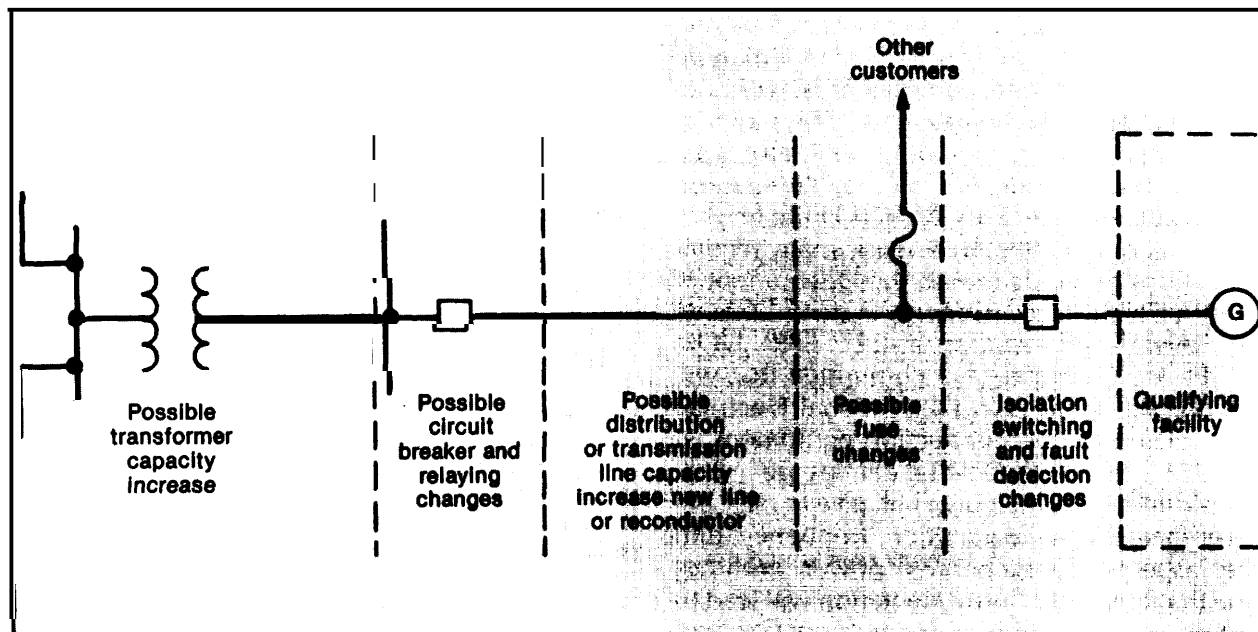 Other
customers
G
Possible
transformer
capacity
increase
Possible
circuit
breaker and
relaying
changes
Possible
distribution
or transmission
line capacity
increase new line
or reconductor
Possible
fuse
changes
Isolation
switching
and fault
detection
changes
Qualifying
facility